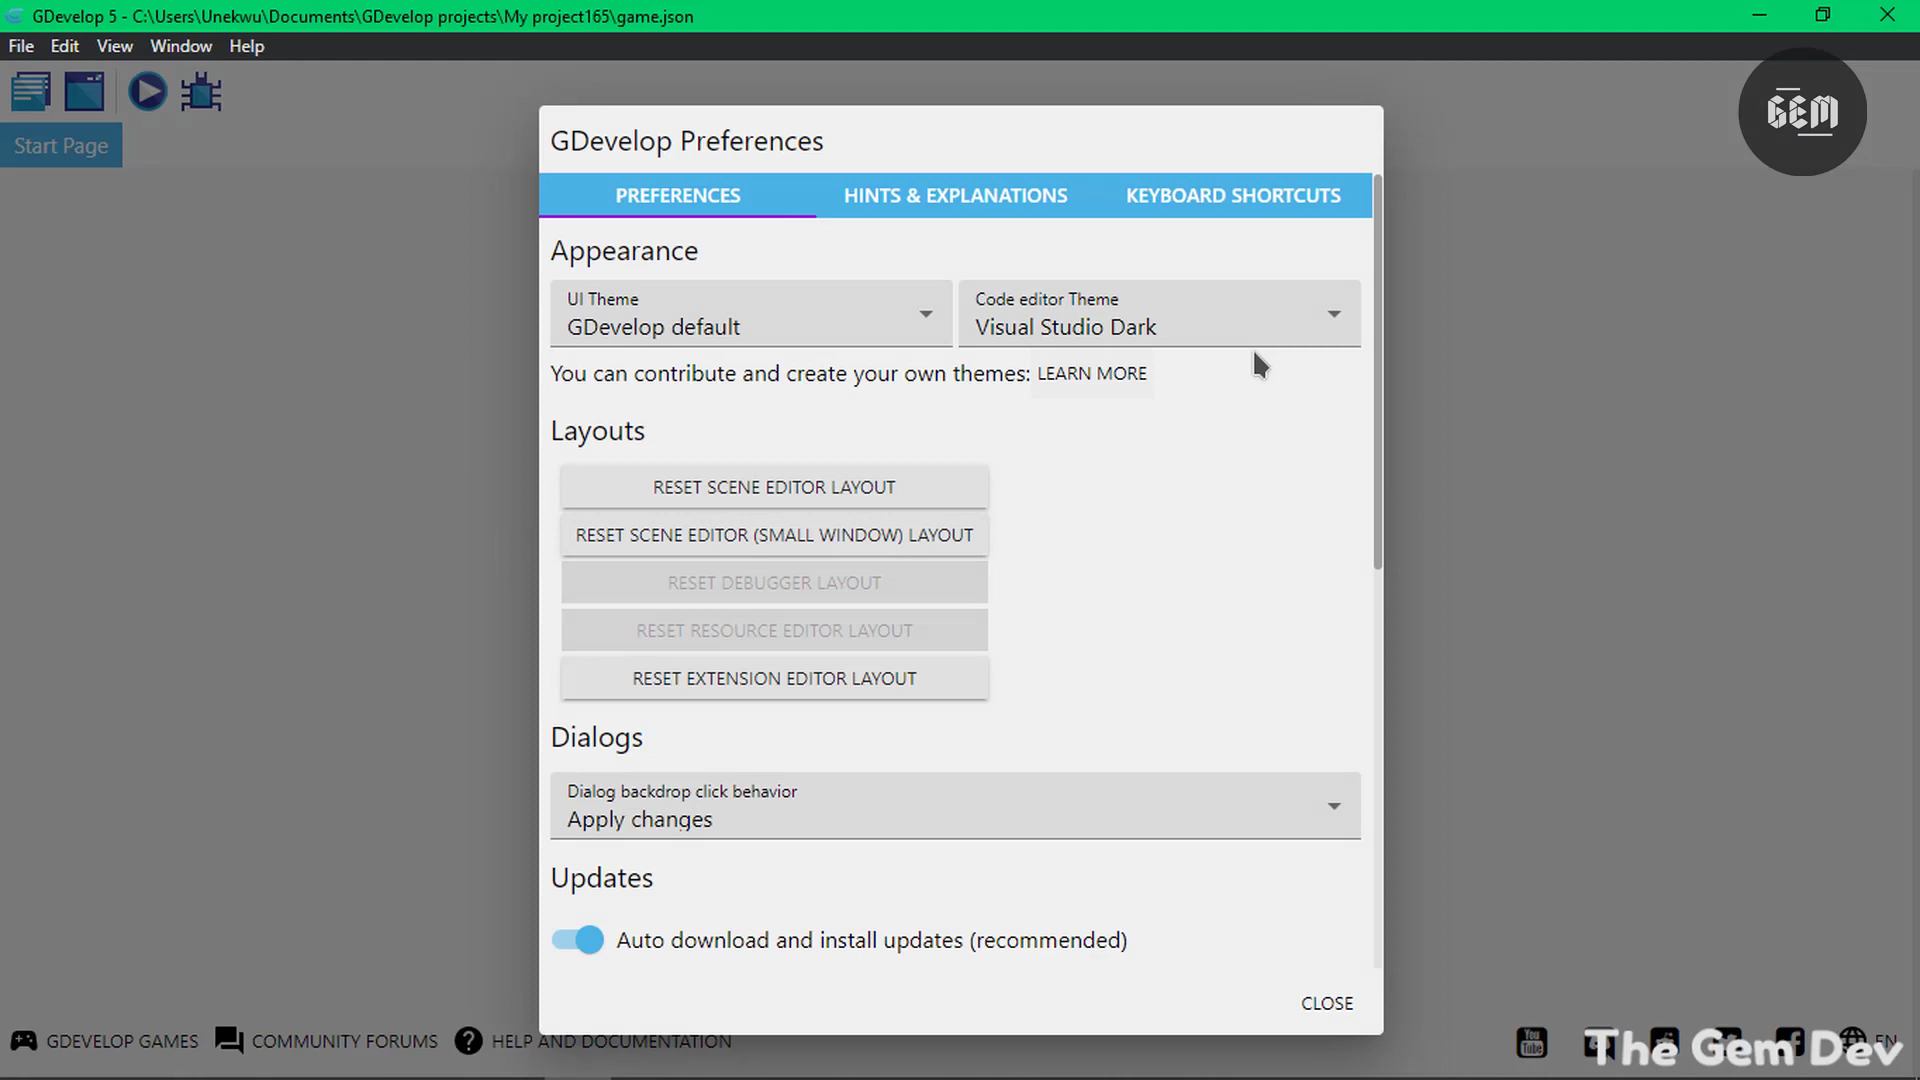 GDevelop 5 - C:\Users\Unekwu\Documents\GDevelop projects\My project165\game.json
File Edit View Window Help
GEM
Start Page
GDevelop Preferences
PREFERENCES HINTS & EXPLANATIONS KEYBOARD SHORTCUTS
Appearance
UI Theme
GDevelop default
Code editor Theme
Visual Studio Dark
You can contribute and create your own themes: LEARN MORE
Layouts
RESET SCENE EDITOR LAYOUT
RESET SCENE EDITOR (SMALL WINDOW) LAYOUT
RESET DEBUGGER LAYOUT
RESET RESOURCE EDITOR LAYOUT
RESET EXTENSION EDITOR LAYOUT
Dialogs
Dialog backdrop click behavior
Apply changes
Updates
Auto download and install updates (recommended)
CLOSE
GDEVELOP GAMES COMMUNITY FORUMS HELP AND DOCUMENTATION
You Tube
EN
The Gem Dev